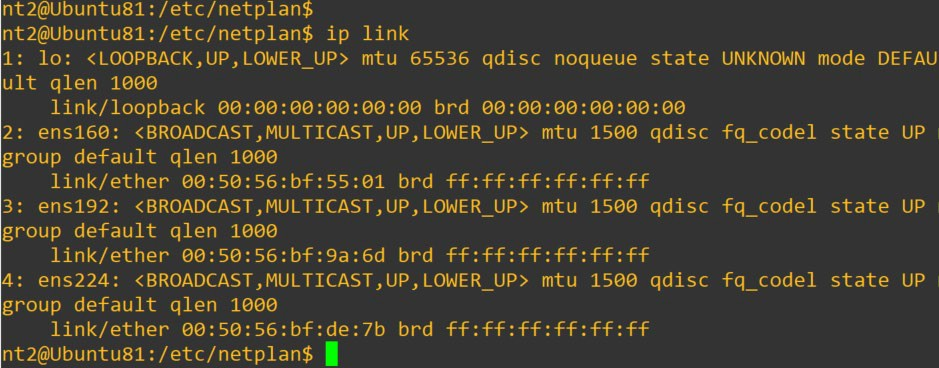 nt2@Ubuntu81:/etc/netplan$
nt2@Ubuntu81:/etc/netplan$ ip link
1: lo: <LOOPBACK,UP,LOWER_UP> mtu 65536 qdisc noqueue state UNKNOWN mode DEFAU
ult qlen 1000
    link/loopback 00:00:00:00:00:00 brd 00:00:00:00:00:00
2: ens160: <BROADCAST,MULTICAST,UP,LOWER_UP> mtu 1500 qdisc fq_codel state UP
group default qlen 1000
    link/ether 00:50:56:bf:55:01 brd ff:ff:ff:ff:ff:ff
3: ens192: <BROADCAST,MULTICAST,UP,LOWER_UP> mtu 1500 qdisc fq_codel state UP
group default qlen 1000
    link/ether 00:50:56:bf:9a:6d brd ff:ff:ff:ff:ff:ff
4: ens224: <BROADCAST,MULTICAST,UP,LOWER_UP> mtu 1500 qdisc fq_codel state UP
group default qlen 1000
    link/ether 00:50:56:bf:de:7b brd ff:ff:ff:ff:ff:ff
nt2@Ubuntu81:/etc/netplan$